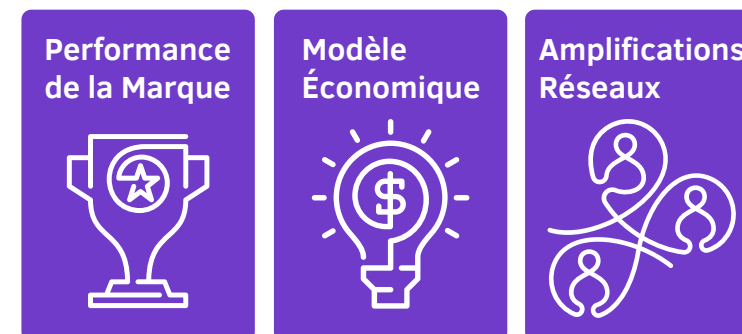 Performance
de la Marque
Modèle
Économique
Amplifications
Réseaux
$